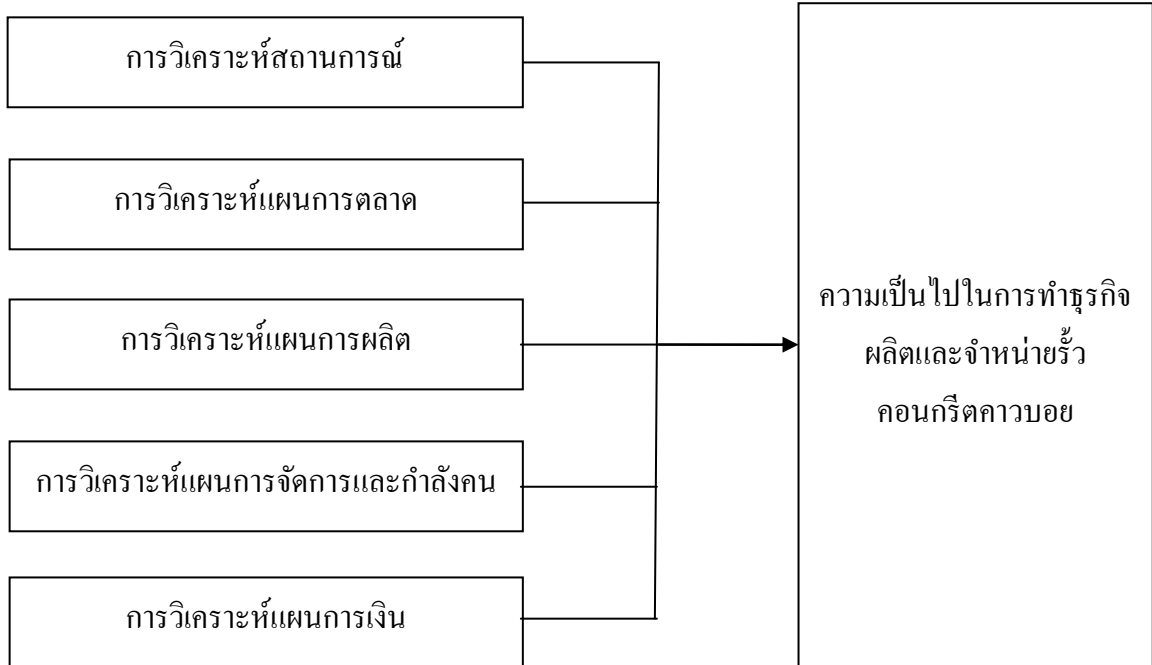 การวิเคราะห์สถานการณ์
การวิเคราะห์แผนการตลาด
การวิเคราะห์แผนการผลิต
การวิเคราะห์แผนการจัดการและกำลังคน
การวิเคราะห์แผนการเงิน
ความเป็นไปในการทำธุรกิจ
ผลิตและจำหน่ายรั้ว
คอนกรีตคาวบอย